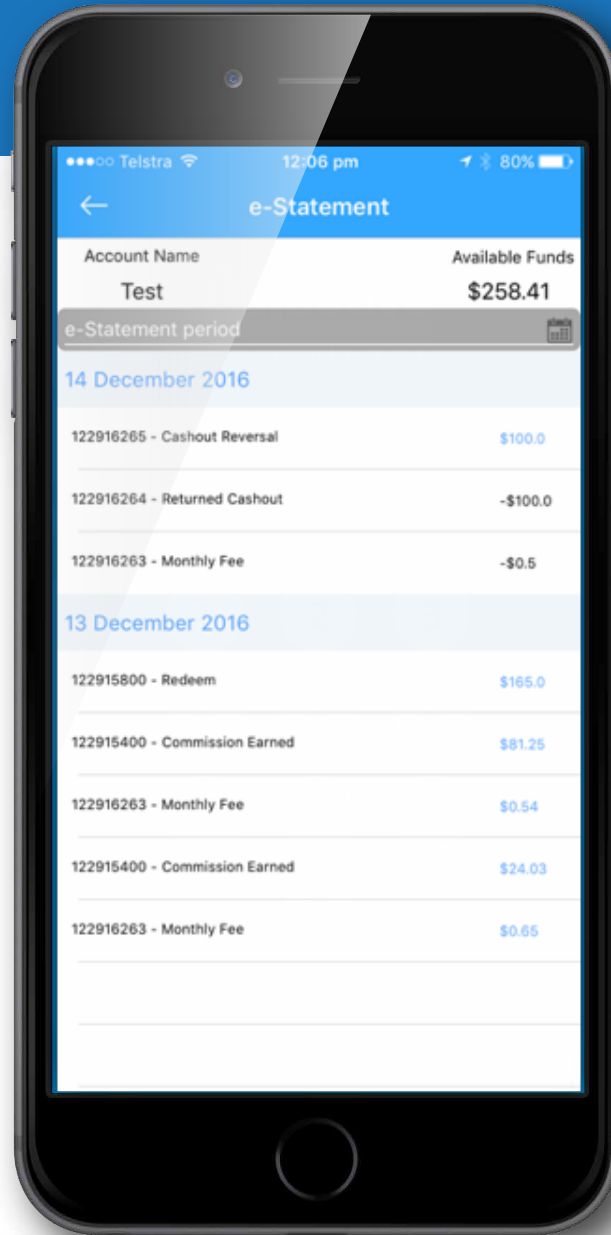 Telstra 12:06 pm 80%
e-Statement
Account Name Available Funds
Test $258.41
e-Statement period
14 December 2016
122916265 - Cashout Reversal $100.0
122916264 - Returned Cashout -$100.0
122916263 - Monthly Fee -$0.5
13 December 2016
122915800 - Redeem $165.0
122915400 - Commission Earned $81.25
122916263 - Monthly Fee $0.54
122915400 - Commission Earned $24.03
122916263 - Monthly Fee $0.65